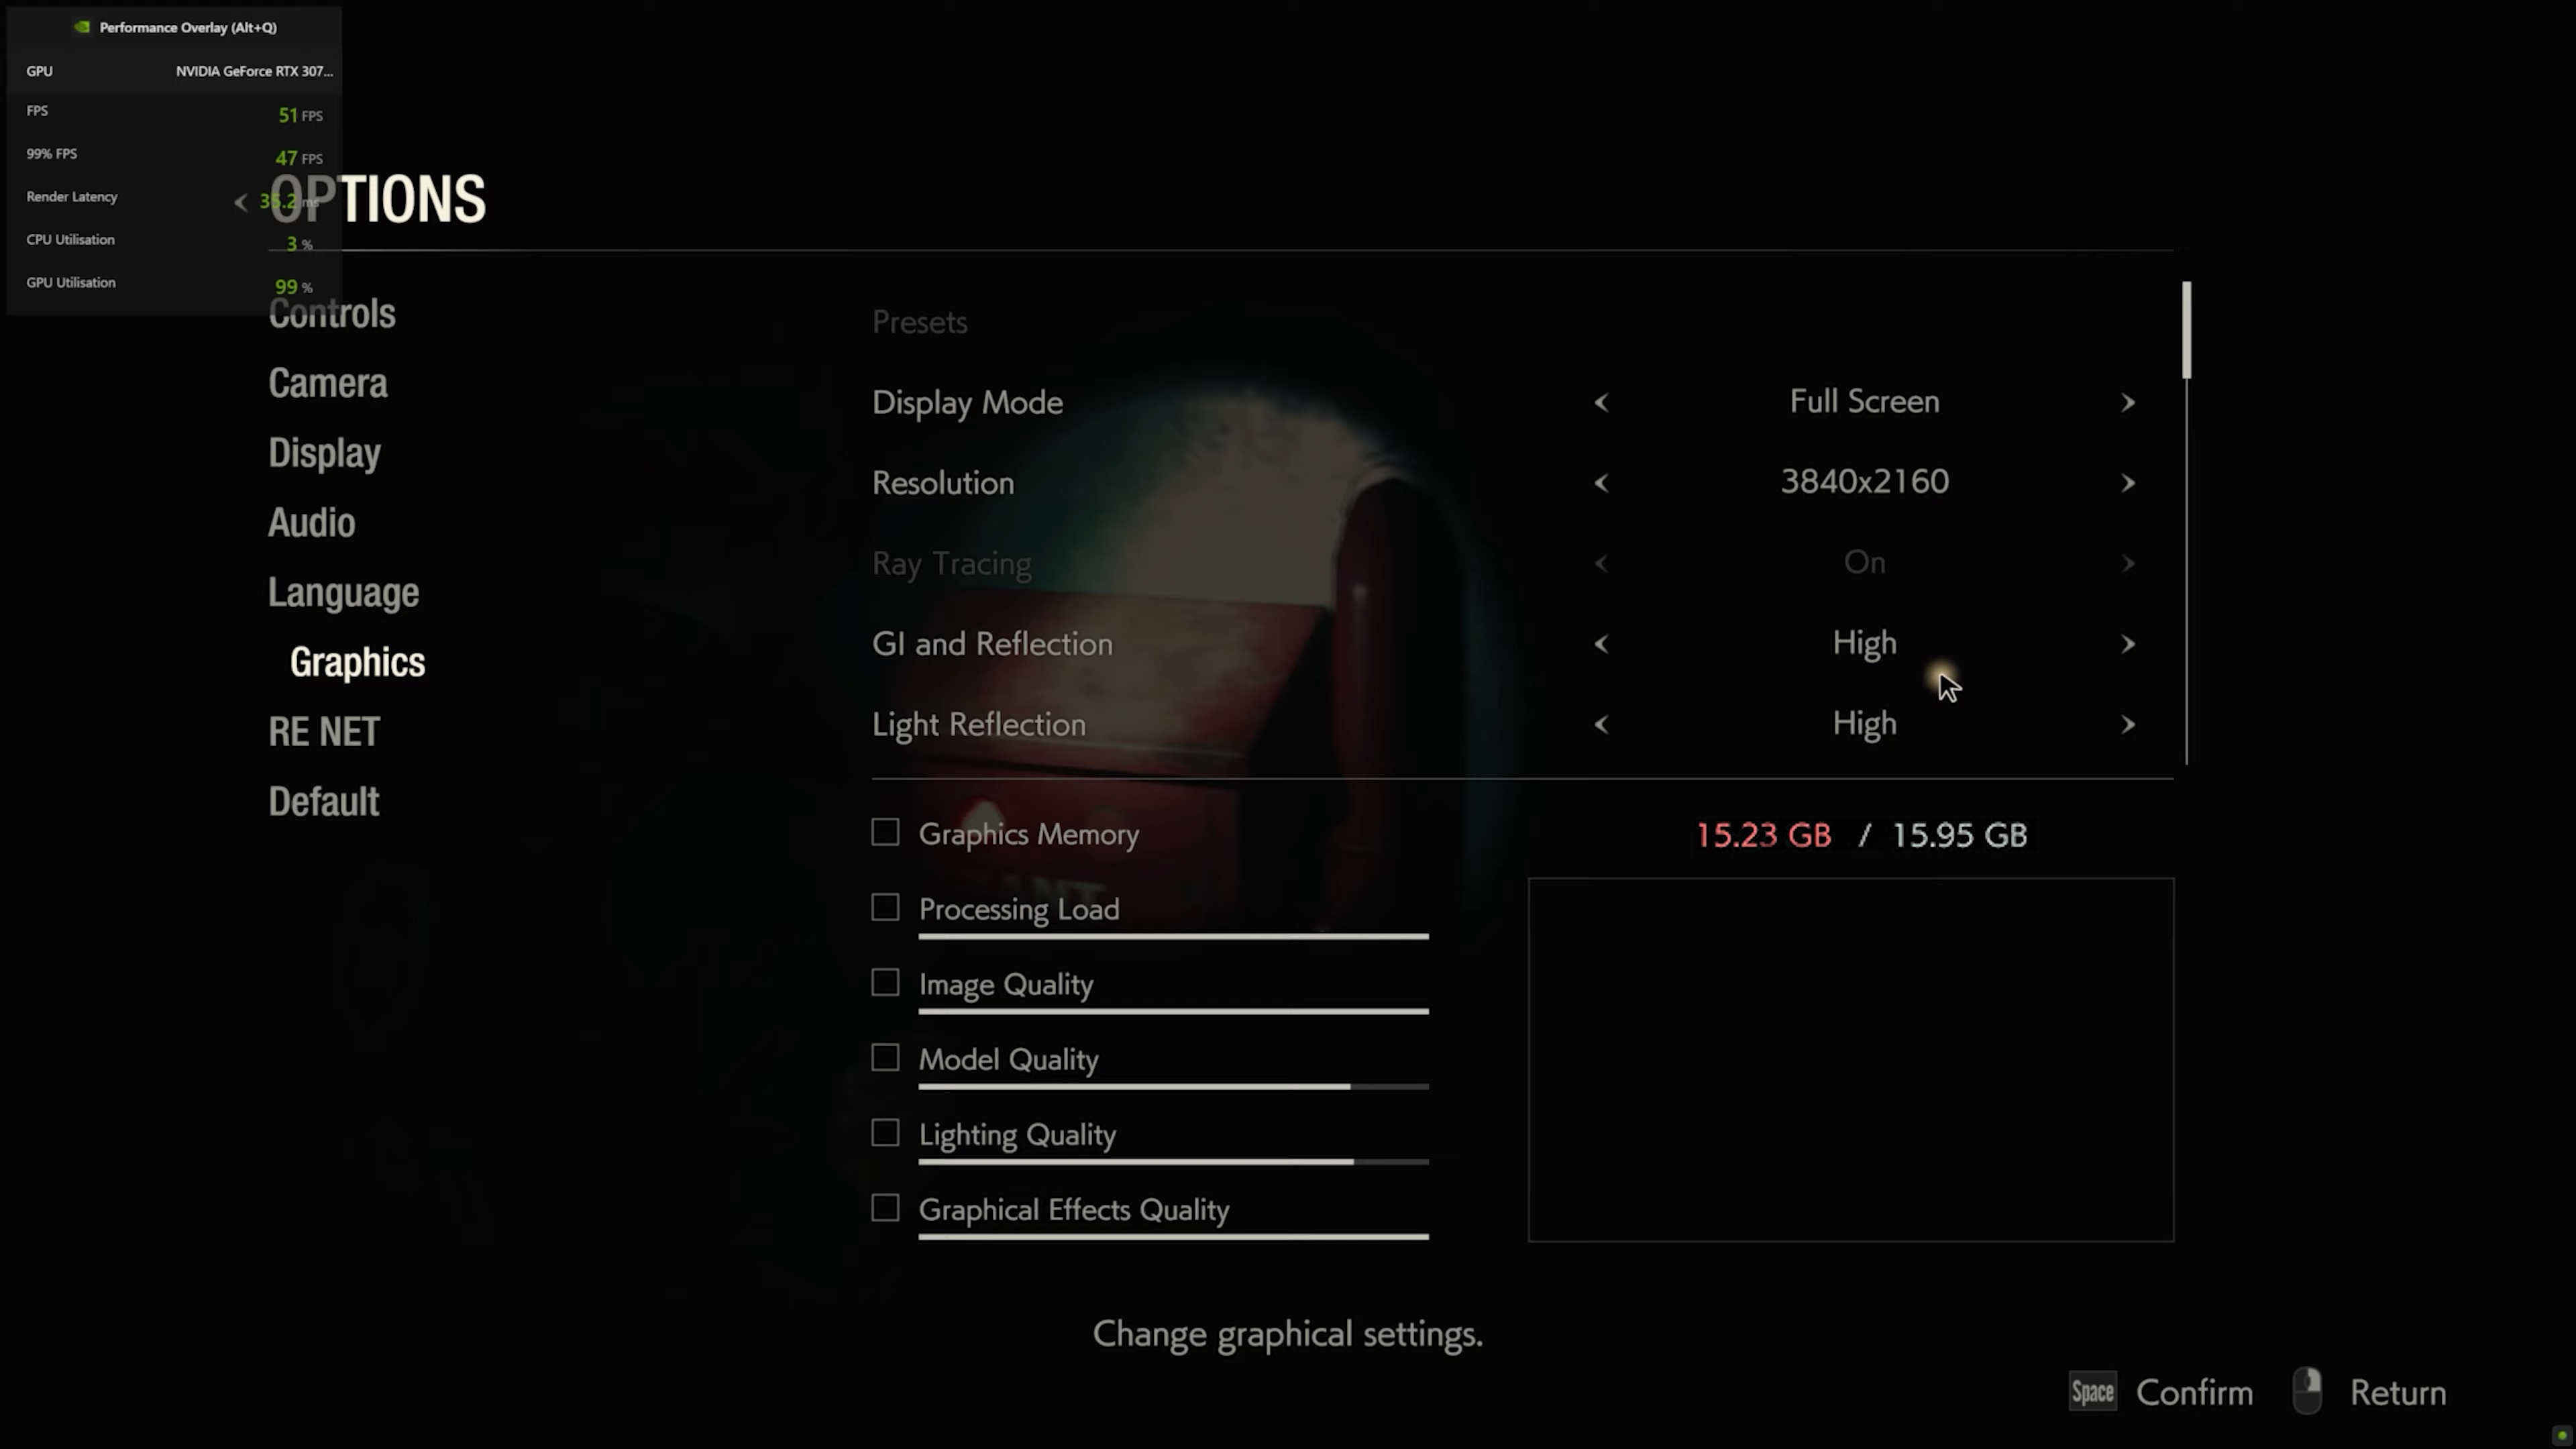 Performance Overlay (Alt+Q)
GPU NVIDIA GeForce RTX 307...
FPS 51 FPS
99% FPS 47 FPS
Render Latency 35.2 ms
CPU Utilisation 3 %
GPU Utilisation 99 %
OPTIONS
Controls
Camera
Display
Audio
Language
Graphics
RE NET
Default
Presets
Display Mode < Full Screen >
Resolution < 3840x2160 >
Ray Tracing < On >
GI and Reflection < High >
Light Reflection < High >
Graphics Memory 15.23 GB / 15.95 GB
Processing Load
Image Quality
Model Quality
Lighting Quality
Graphical Effects Quality
Change graphical settings.
Space Confirm Return